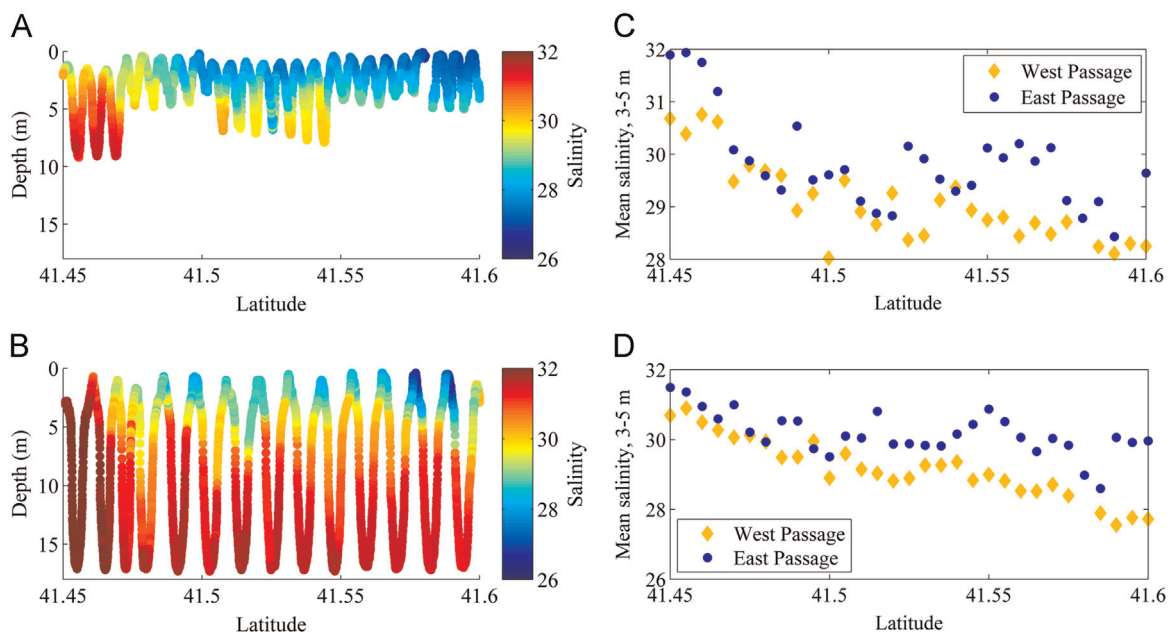 A
0
5
10
15
Depth (m)
41.45
41.5
41.55
41.6
Latitude
32
30
28
26
Salinity
B
0
5
10
15
Depth (m)
41.45
41.5
41.55
41.6
Latitude
32
30
28
26
Salinity
C
32
31
30
29
28
Mean salinity, 3-5 m
West Passage
East Passage
41.45
41.5
41.55
41.6
Latitude
D
32
30
28
26
Mean salinity, 3-5 m
West Passage
East Passage
41.45
41.5
41.55
41.6
Latitude